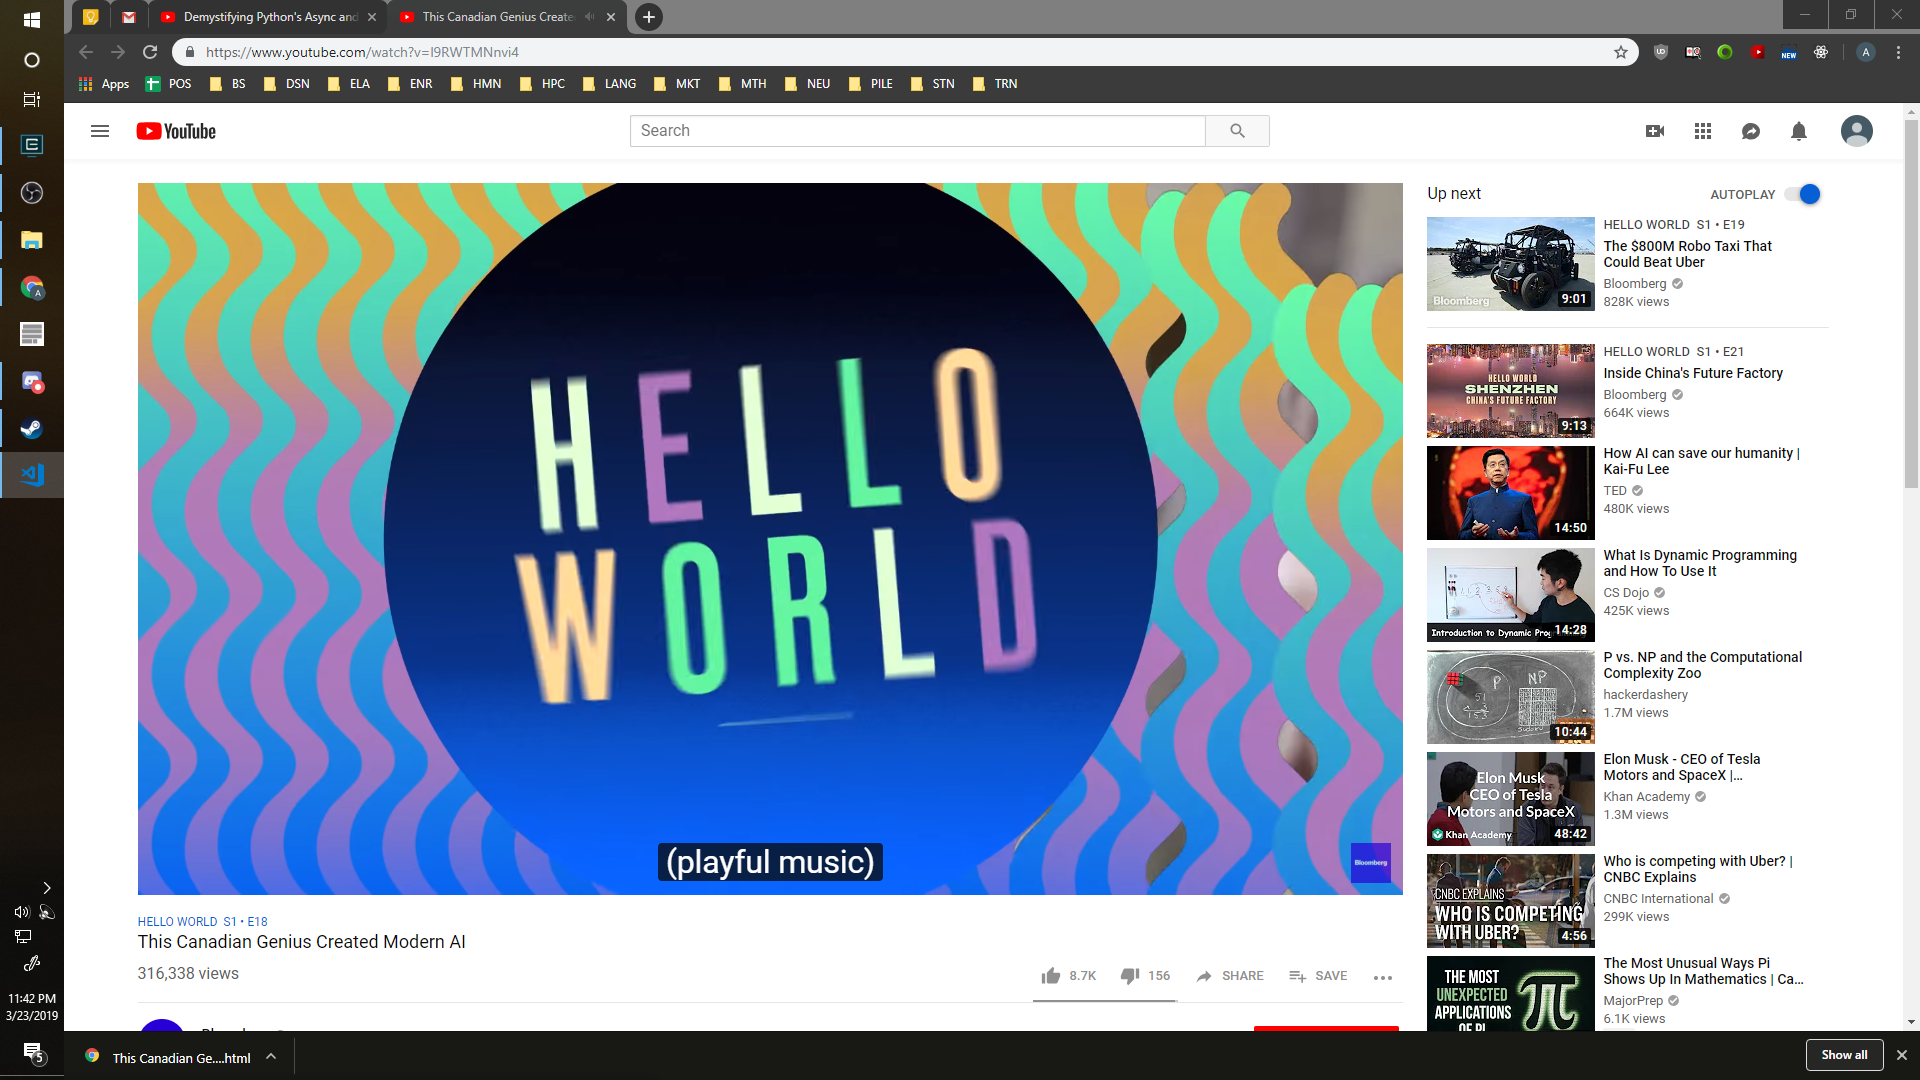 Demystifying Python's Async and
This Canadian Genius Create
https://www.youtube.com/watch?v=I9RWTMNnvi4
Apps
POS
BS
DSN
ELA
ENR
HMN
HPC
LANG
MKT
MTH
NEU
PILE
STN
TRN
NEW
A
YouTube
Search
HELLO
WORLD
(playful music)
Bloomberg
HELLO WORLD S1 • E18
This Canadian Genius Created Modern AI
316,338 views
8.7K
156
SHARE
SAVE
Up next
AUTOPLAY
Bloomberg
9:01
HELLO WORLD S1 • E19
The $800M Robo Taxi That
Could Beat Uber
Bloomberg
828K views
HELLO WORLD
SHENZHEN
CHINA'S FUTURE FACTORY
9:13
HELLO WORLD S1 • E21
Inside China's Future Factory
Bloomberg
664K views
14:50
How AI can save our humanity |
Kai-Fu Lee
TED
480K views
Introduction to Dynamic Pro
14:28
What Is Dynamic Programming
and How To Use It
CS Dojo
425K views
P
NP
10:44
P vs. NP and the Computational
Complexity Zoo
hackerdashery
1.7M views
Elon Musk
CEO of Tesla
Motors and SpaceX
Khan Academy
48:42
Elon Musk - CEO of Tesla
Motors and SpaceX |...
Khan Academy
1.3M views
CNBC EXPLAINS
WHO IS COMPETING
WITH UBER?
4:56
Who is competing with Uber? |
CNBC Explains
CNBC International
299K views
THE MOST
UNEXPECTED
APPLICATIONS
OF PI
The Most Unusual Ways Pi
Shows Up In Mathematics | Ca...
MajorPrep
6.1K views
11:42 PM
3/23/2019
5
This Canadian Ge....html
Show all